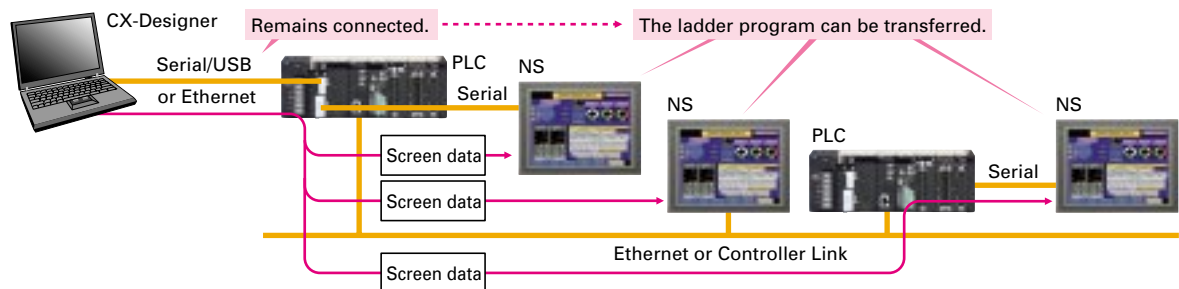 CX-Designer
Remains connected.
The ladder program can be transferred.
Serial/USB
or Ethernet
PLC
Serial
NS
NS
PLC
Serial
NS
Screen data
Screen data
Ethernet or Controller Link
Screen data